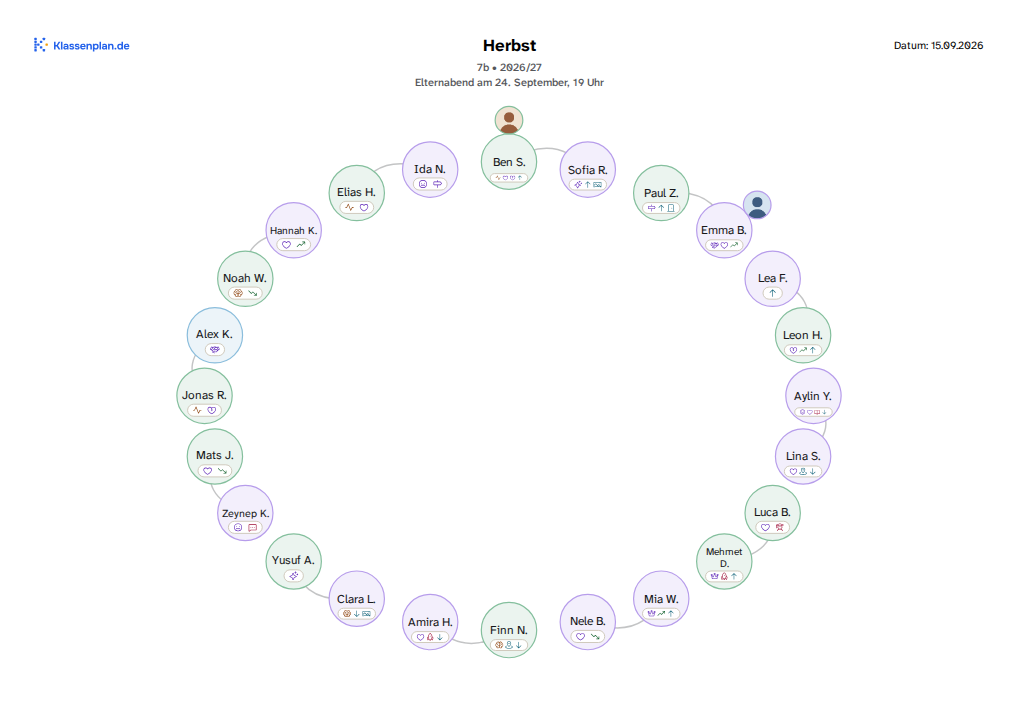 Klassenplan.de
Herbst
Datum: 15.09.2026
7b • 2026/27
Elternabend am 24. September, 19 Uhr
Ben S.
Ida N.
Sofia R.
Elias H.
Paul Z.
Hannah K.
Emma B.
Noah W.
Lea F.
Alex K.
Leon H.
Jonas R.
Aylin Y.
Mats J.
Lina S.
Zeynep K.
Luca B.
Yusuf A.
Mehmet
D.
Clara L.
Mia W.
Amira H.
Finn N.
Nele B.